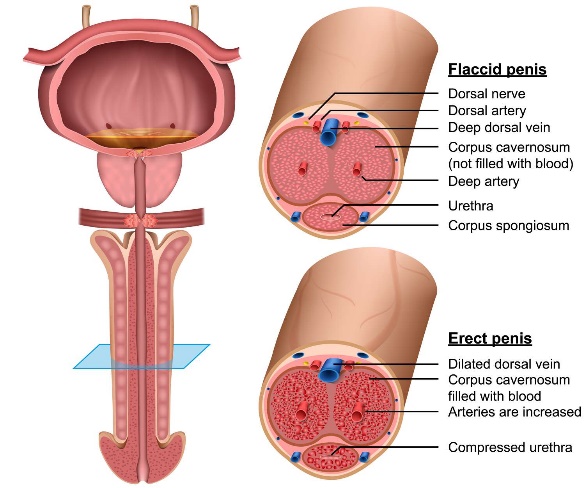 Flaccid penis
Dorsal nerve
Dorsal artery
Deep dorsal vein
Corpus cavernosum
(not filled with blood)
Deep artery
Urethra
Corpus spongiosum
Erect penis
Dilated dorsal vein
Corpus cavernosum
filled with blood
Arteries are increased
Compressed urethra